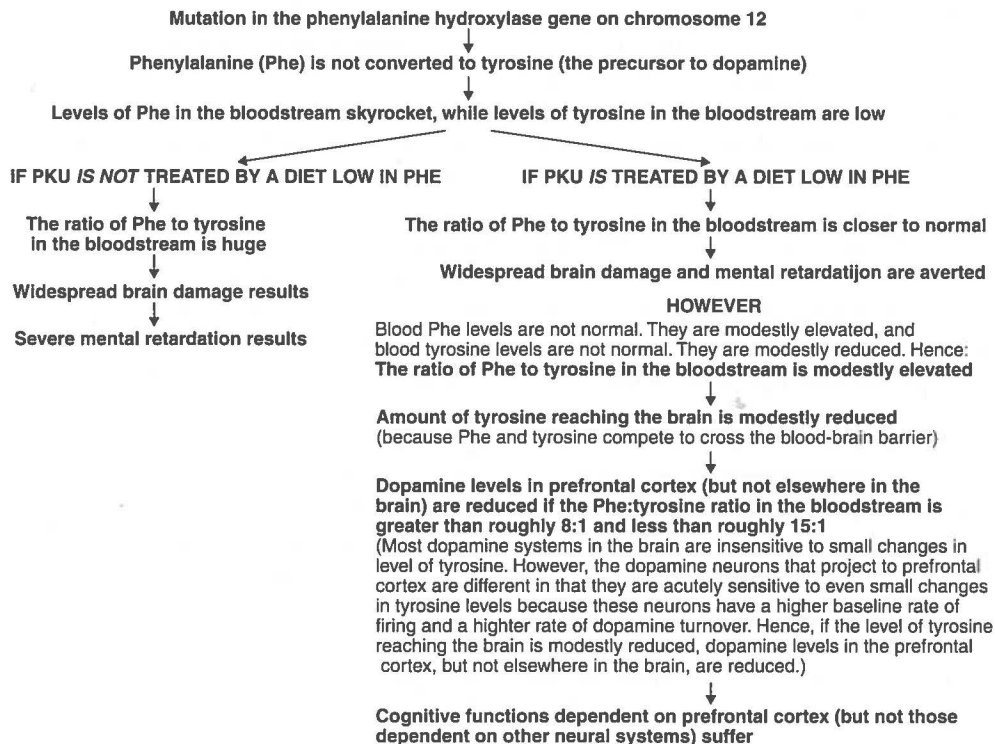 Mutation in the phenylalanine hydroxylase gene on chromosome 12
Phenylalanine (Phe) is not converted to tyrosine (the precursor to dopamine)
Levels of Phe in the bloodstream skyrocket, while levels of tyrosine in the bloodstream are low
IF PKU IS NOT TREATED BY A DIET LOW IN PHE
The ratio of Phe to tyrosine
in the bloodstream is huge
Widespread brain damage results
Severe mental retardation results
IF PKU IS TREATED BY A DIET LOW IN PHE
The ratio of Phe to tyrosine in the bloodstream is closer to normal
Widespread brain damage and mental retardatijon are averted
HOWEVER
Blood Phe levels are not normal. They are modestly elevated, and
blood tyrosine levels are not normal. They are modestly reduced. Hence:
The ratio of Phe to tyrosine in the bloodstream is modestly elevated
Amount of tyrosine reaching the brain is modestly reduced
(because Phe and tyrosine compete to cross the blood-brain barrier)
Dopamine levels in prefrontal cortex (but not elsewhere in the
brain) are reduced if the Phe:tyrosine ratio in the bloodstream is
greater than roughly 8:1 and less than roughly 15:1
(Most dopamine systems in the brain are insensitive to small changes in
level of tyrosine. However, the dopamine neurons that project to prefrontal
cortex are different in that they are acutely sensitive to even small changes
in tyrosine levels because these neurons have a higher baseline rate of
firing and a highter rate of dopamine turnover. Hence, if the level of tyrosine
reaching the brain is modestly reduced, dopamine levels in the prefrontal
cortex, but not elsewhere in the brain, are reduced.)
Cognitive functions dependent on prefrontal cortex (but not those
dependent on other neural systems) suffer